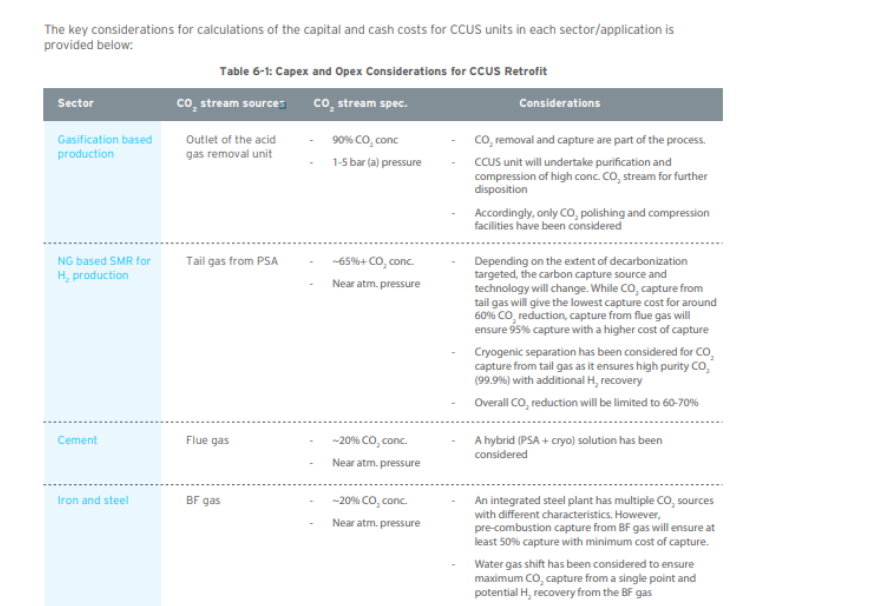 The key considerations for calculations of the capital and cash costs for CCUS units in each sector/application is
provided below:
Table 6-1: Capex and Opex Considerations for CCUS Retrofit
Sector CO₂ stream sources CO₂ stream spec. Considerations
Gasification based
production
Outlet of the acid
gas removal unit
- 90% CO₂ conc
- 1-5 bar (a) pressure
- CO₂ removal and capture are part of the process.
- CCUS unit will undertake purification and
compression of high conc. CO₂ stream for further
disposition
- Accordingly, only CO₂ polishing and compression
facilities have been considered
NG based SMR for
H₂ production
Tail gas from PSA
- ~65%+ CO₂ conc.
- Near atm. pressure
- Depending on the extent of decarbonization
targeted, the carbon capture source and
technology will change. While CO₂ capture from
tail gas will give the lowest capture cost for around
60% CO₂ reduction, capture from flue gas will
ensure 95% capture with a higher cost of capture
- Cryogenic separation has been considered for CO₂
capture from tail gas as it ensures high purity CO₂
(99.9%) with additional H₂ recovery
- Overall CO₂ reduction will be limited to 60-70%
Cement
Flue gas
- ~20% CO₂ conc.
- Near atm. pressure
- A hybrid (PSA + cryo) solution has been
considered
Iron and steel
BF gas
- ~20% CO₂ conc.
- Near atm. pressure
- An integrated steel plant has multiple CO₂ sources
with different characteristics. However,
pre-combustion capture from BF gas will ensure at
least 50% capture with minimum cost of capture.
- Water gas shift has been considered to ensure
maximum CO₂ capture from a single point and
potential H₂ recovery from the BF gas